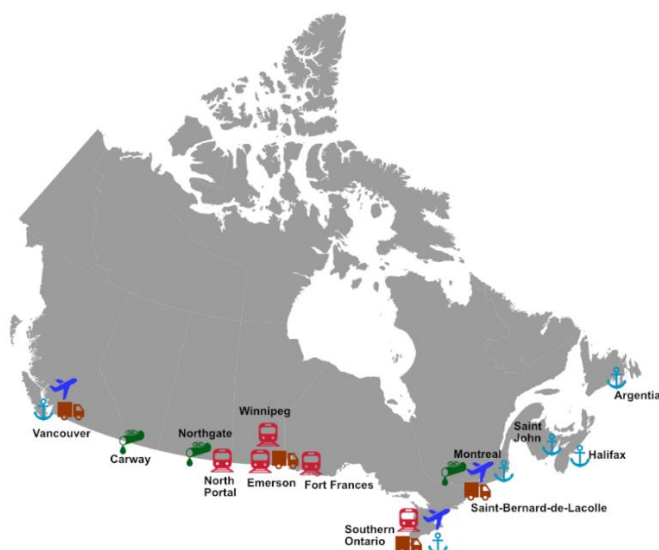 Argentia
Winnipeg
Saint
John
Vancouver
Northgate
Montreal
Halifax
Carway
North
Portal
Emerson
Fort Frances
Saint-Bernard-de-Lacolle
Southern
Ontario